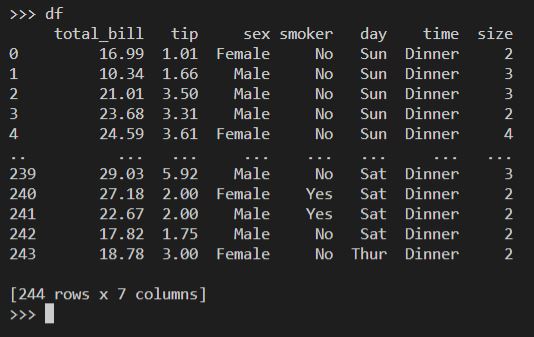 >>> df
     total_bill   tip     sex smoker   day    time  size
0         16.99  1.01  Female     No   Sun  Dinner     2
1         10.34  1.66    Male     No   Sun  Dinner     3
2         21.01  3.50    Male     No   Sun  Dinner     3
3         23.68  3.31    Male     No   Sun  Dinner     2
4         24.59  3.61  Female     No   Sun  Dinner     4
..          ...   ...     ...    ...   ...     ...   ...
239       29.03  5.92    Male     No   Sat  Dinner     3
240       27.18  2.00  Female    Yes   Sat  Dinner     2
241       22.67  2.00    Male    Yes   Sat  Dinner     2
242       17.82  1.75    Male     No   Sat  Dinner     2
243       18.78  3.00  Female     No  Thur  Dinner     2
[244 rows x 7 columns]
>>>